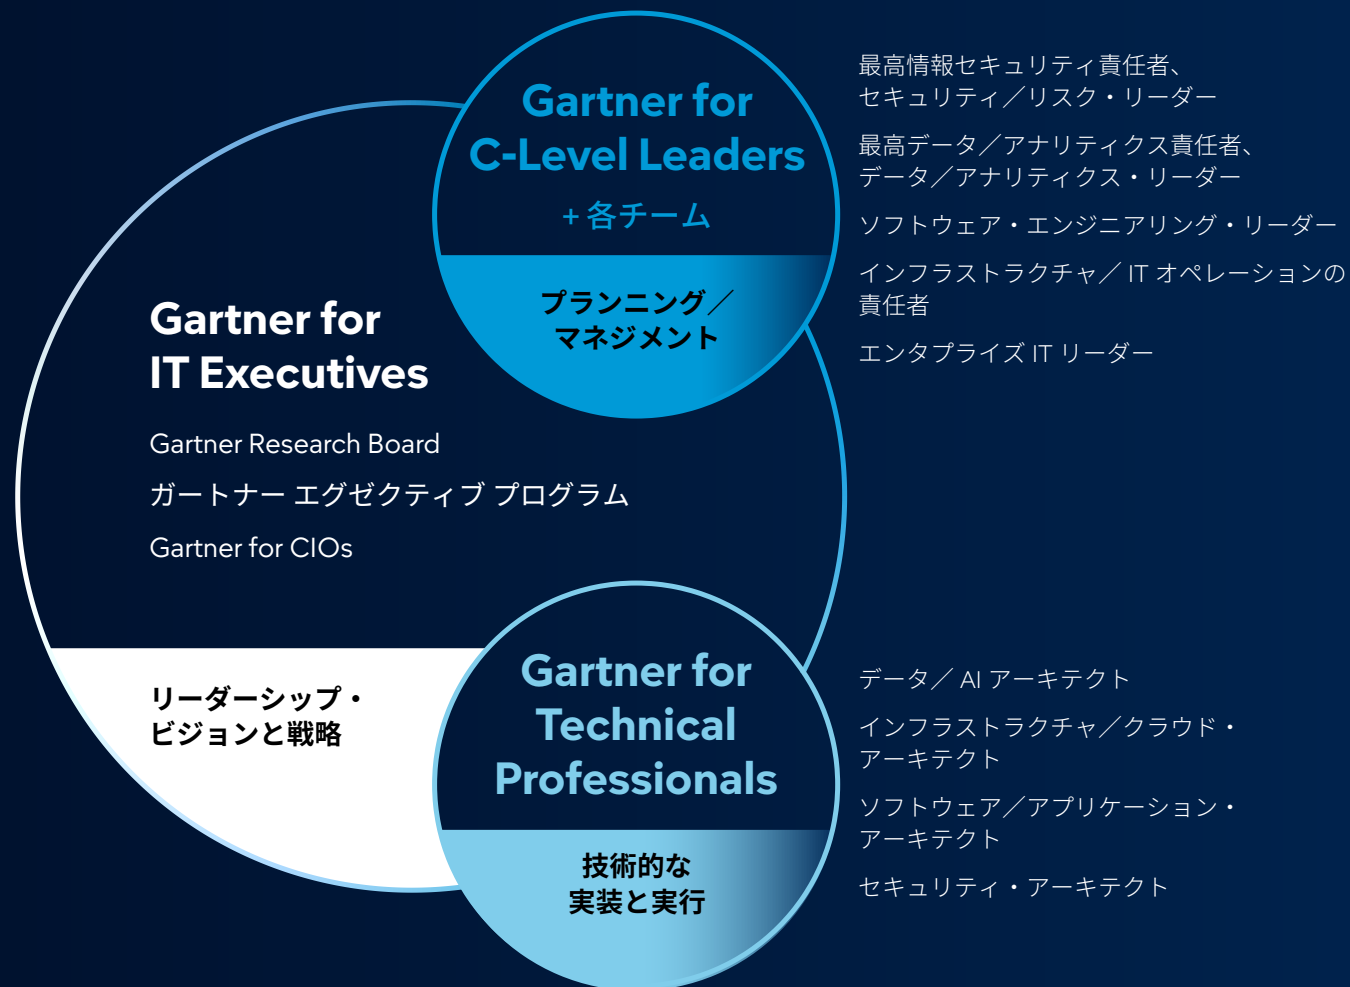 Gartner for
C-Level Leaders
+ 各チーム
プランニング／
マネジメント
最高情報セキュリティ責任者、
セキュリティ／リスク・リーダー
最高データ／アナリティクス責任者、
データ／アナリティクス・リーダー
ソフトウェア・エンジニアリング・リーダー
インフラストラクチャ／ IT オペレーションの
責任者
エンタプライズ IT リーダー
Gartner for
IT Executives
Gartner Research Board
ガートナー エグゼクティブ プログラム
Gartner for CIOs
リーダーシップ・
ビジョンと戦略
Gartner for
Technical
Professionals
技術的な
実装と実行
データ／ AI アーキテクト
インフラストラクチャ／クラウド・
アーキテクト
ソフトウェア／アプリケーション・
アーキテクト
セキュリティ・アーキテクト